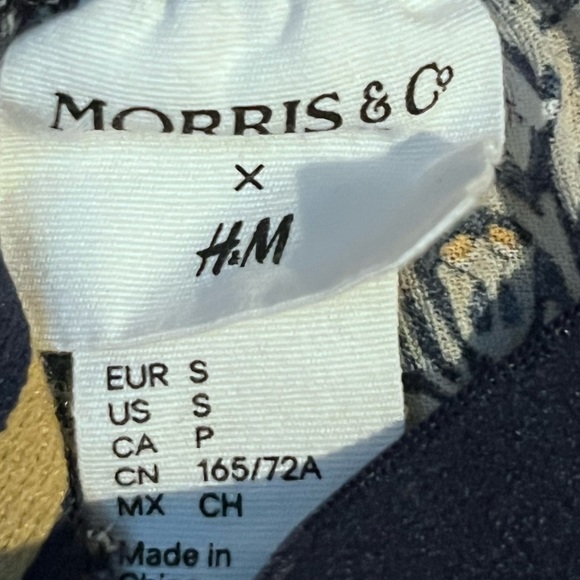 MORRIS & Co
×
H&M
EUR S
US S
CA P
CN 165/72A
MX CH
Made in